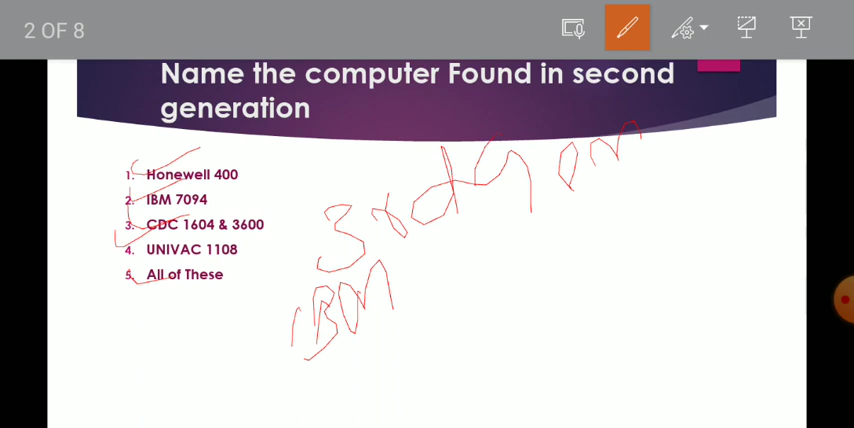 2 OF 8
Name the computer Found in second
generation
1. Honewell 400
2. IBM 7094
3. CDC 1604 & 3600
4. UNIVAC 1108
5. All of These
3rd
IBM